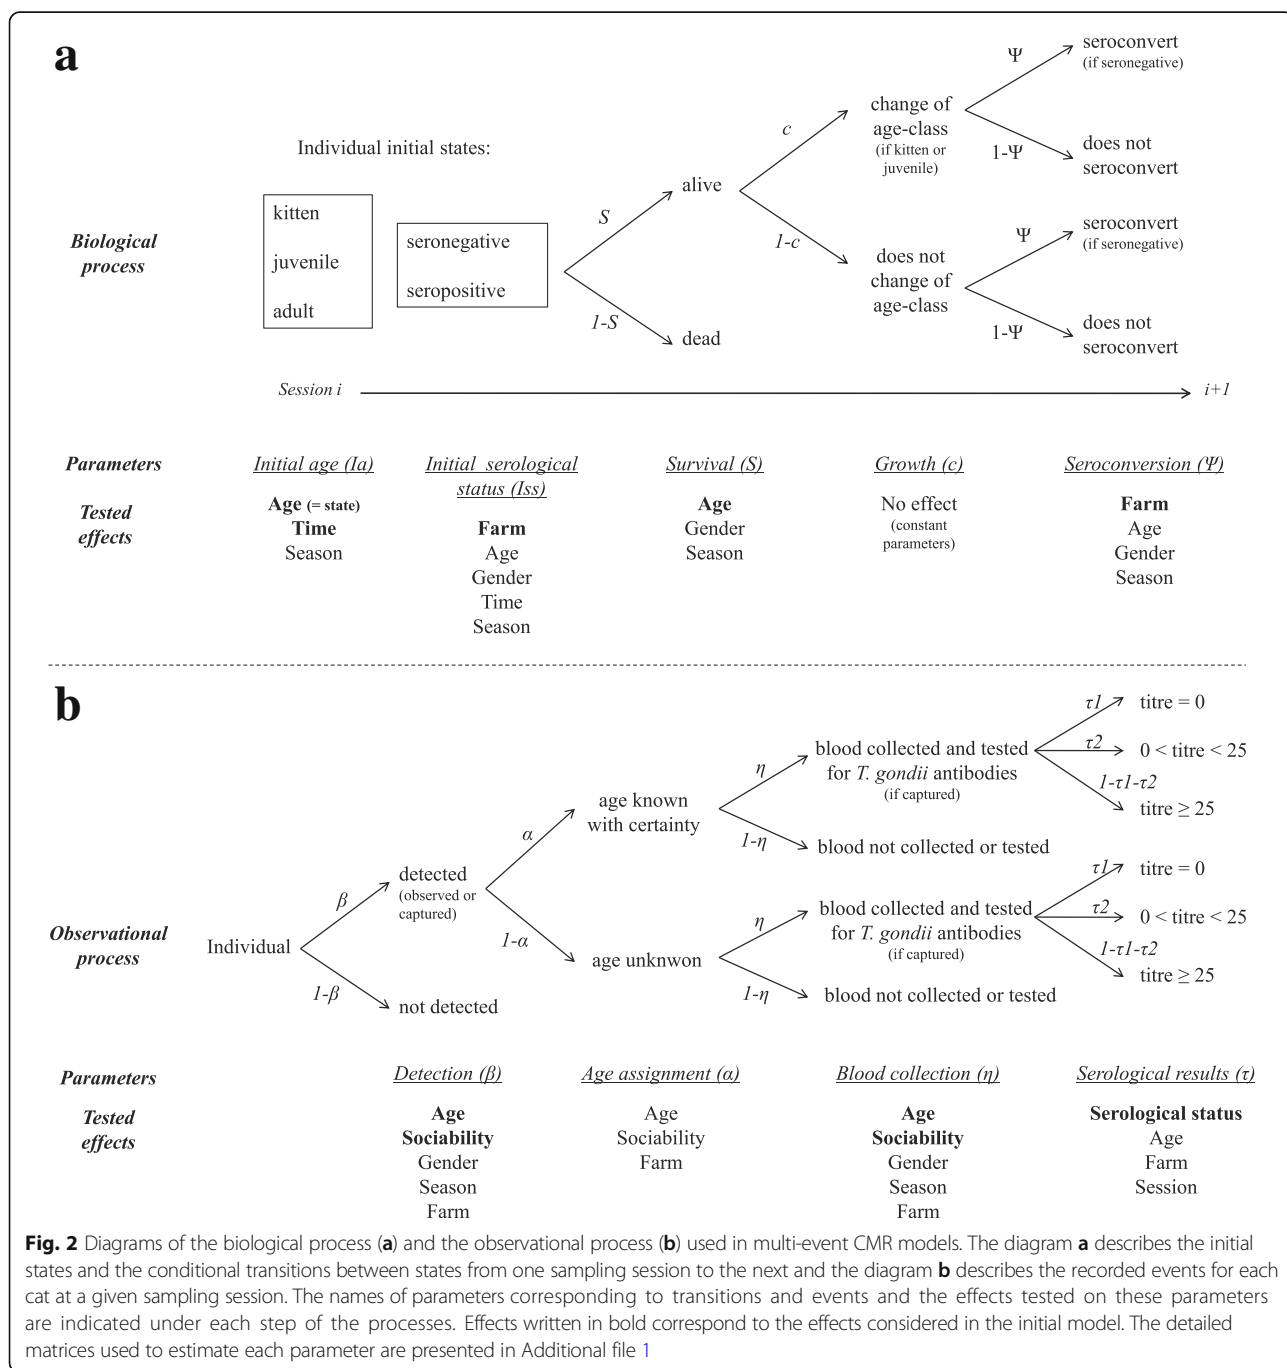 a
Individual initial states:
kitten
juvenile
adult
seronegative
seropositive
Biological
process
S
1-S
alive
dead
c
1-c
change of
age-class
(if kitten or
juvenile)
does not
change of
age-class
Ψ
1-Ψ
Ψ
1-Ψ
seroconvert
(if seronegative)
does not
seroconvert
seroconvert
(if seronegative)
does not
seroconvert
Session i
i+1
Parameters
Initial age (Ia)
Initial serological
status (Iss)
Survival (S)
Growth (c)
Seroconversion (Ψ)
Tested
effects
Age (= state)
Time
Season
Farm
Age
Gender
Time
Season
Age
Gender
Season
No effect
(constant
parameters)
Farm
Age
Gender
Season
b
Observational
process
Individual
β
1-β
detected
(observed or
captured)
not detected
α
1-α
age known
with certainty
age unknwon
η
1-η
η
1-η
blood collected and tested
for T. gondii antibodies
(if captured)
blood not collected or tested
blood collected and tested
for T. gondii antibodies
(if captured)
blood not collected or tested
τ1
τ2
1-τ1-τ2
titre = 0
0 < titre < 25
titre ≥ 25
τ1
τ2
1-τ1-τ2
titre = 0
0 < titre < 25
titre ≥ 25
Parameters
Detection (β)
Age assignment (α)
Blood collection (η)
Serological results (τ)
Tested
effects
Age
Sociability
Gender
Season
Farm
Age
Sociability
Farm
Age
Sociability
Gender
Season
Farm
Serological status
Age
Farm
Session
Fig. 2 Diagrams of the biological process (a) and the observational process (b) used in multi-event CMR models. The diagram a describes the initial
states and the conditional transitions between states from one sampling session to the next and the diagram b describes the recorded events for each
cat at a given sampling session. The names of parameters corresponding to transitions and events and the effects tested on these parameters
are indicated under each step of the processes. Effects written in bold correspond to the effects considered in the initial model. The detailed
matrices used to estimate each parameter are presented in Additional file 1